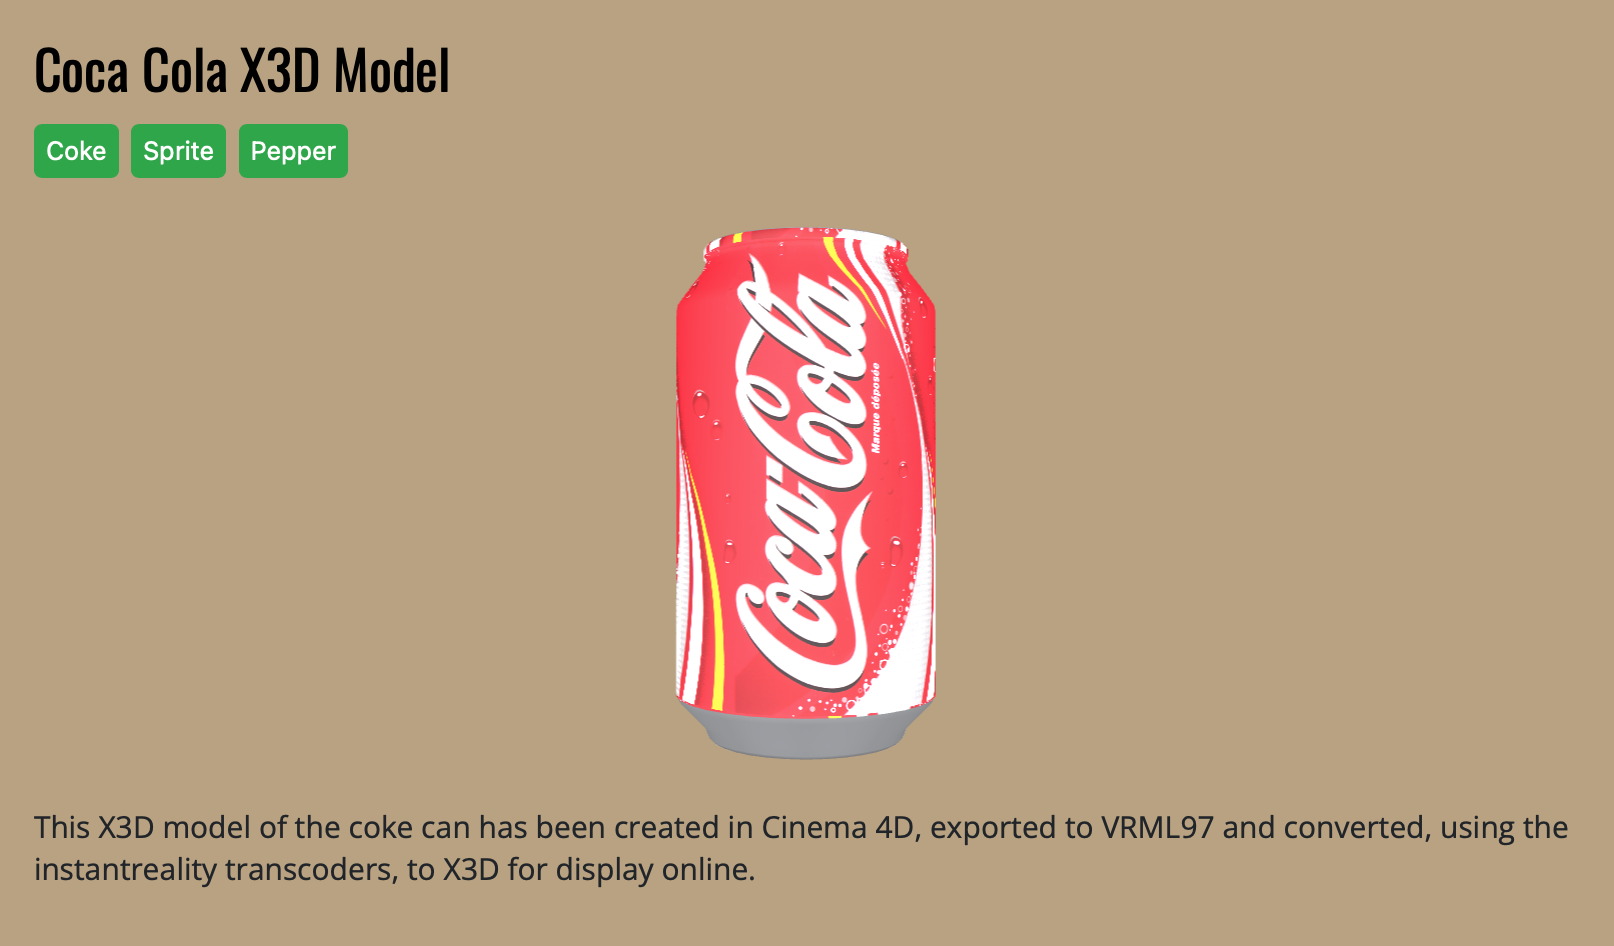 Coca Cola X3D Model
Coke Sprite Pepper
Coca-Cola
Marque déposée
This X3D model of the coke can has been created in Cinema 4D, exported to VRML97 and converted, using the
instantreality transcoders, to X3D for display online.